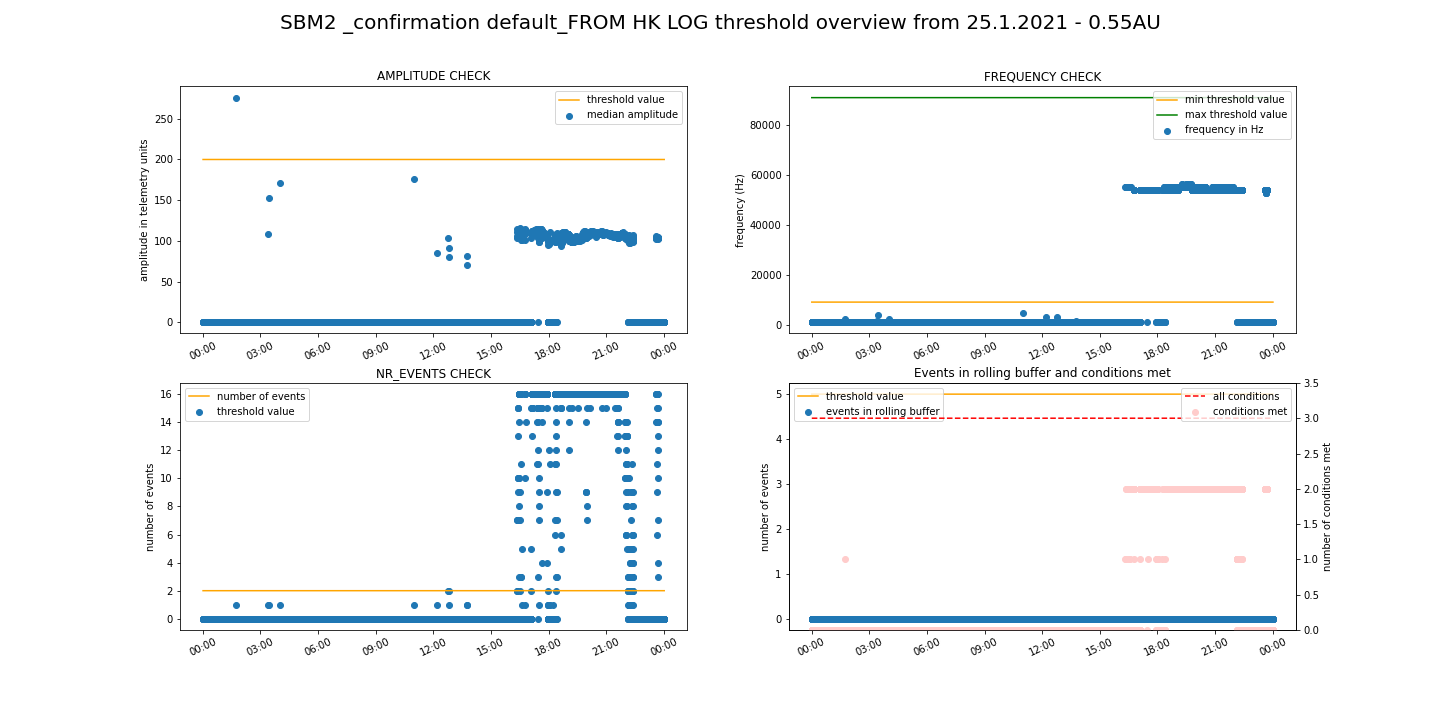 SBM2 _confirmation default_FROM HK LOG threshold overview from 25.1.2021 - 0.55AU
AMPLITUDE CHECK
threshold value
median amplitude
amplitude in telemetry units
250
200
150
100
50
0
00:00 03:00 06:00 09:00 12:00 15:00 18:00 21:00 00:00
FREQUENCY CHECK
min threshold value
max threshold value
frequency in Hz
frequency (Hz)
80000
60000
40000
20000
0
00:00 03:00 06:00 09:00 12:00 15:00 18:00 21:00 00:00
NR_EVENTS CHECK
number of events
threshold value
number of events
16
14
12
10
8
6
4
2
0
00:00 03:00 06:00 09:00 12:00 15:00 18:00 21:00 00:00
Events in rolling buffer and conditions met
threshold value
events in rolling buffer
all conditions
conditions met
number of events
5
4
3
2
1
0
3.5
3.0
2.5
2.0
1.5
1.0
0.5
0.0
number of conditions met
00:00 03:00 06:00 09:00 12:00 15:00 18:00 21:00 00:00